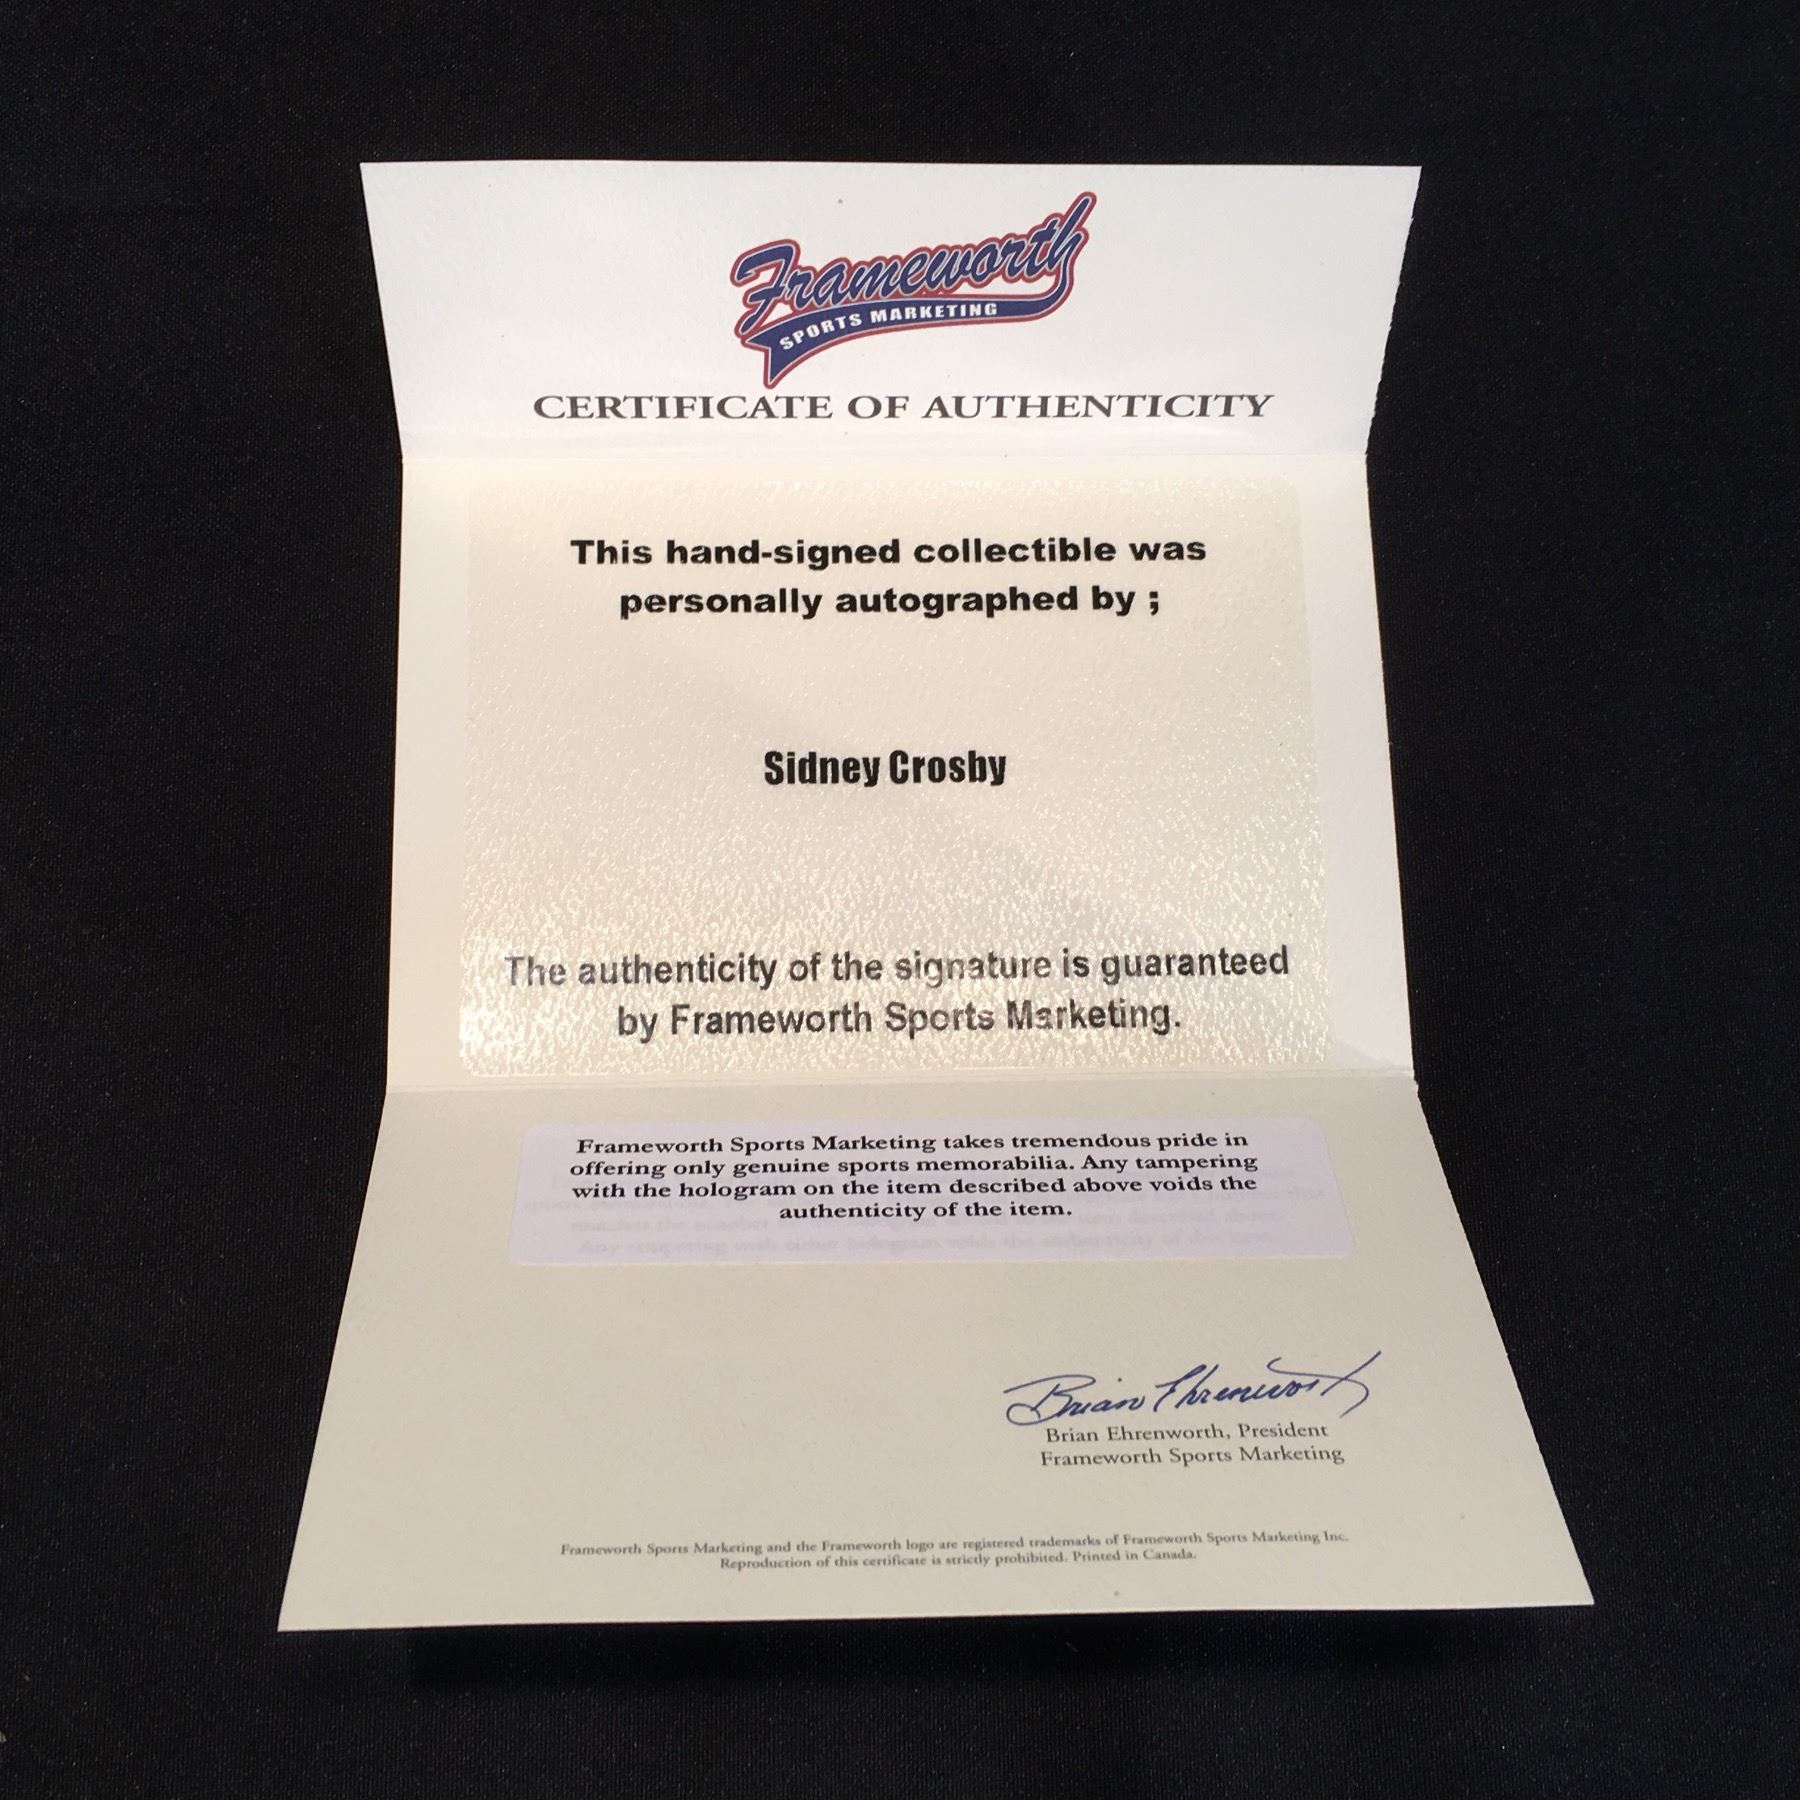 Frameworth
SPORTS MARKETING
CERTIFICATE OF AUTHENTICITY
This hand-signed collectible was
personally autographed by ;
Sidney Crosby
The authenticity of the signature is guaranteed
by Frameworth Sports Marketing.
Frameworth Sports Marketing takes tremendous pride in
offering only genuine sports memorabilia. Any tampering
with the hologram on the item described above voids the
authenticity of the item.
Brian Ehrenworth
Brian Ehrenworth, President
Frameworth Sports Marketing
Frameworth Sports Marketing and the Frameworth logo are registered trademarks of Frameworth Sports Marketing Inc.
Reproduction of this certificate is strictly prohibited. Printed in Canada.